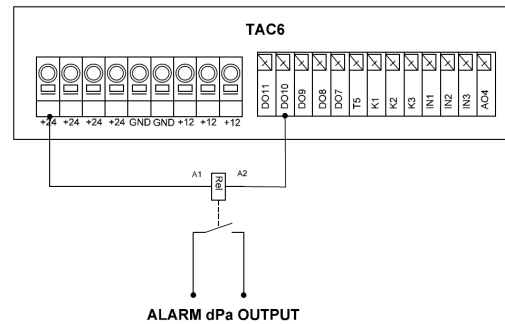 TAC6
DO11 DO10 DO9 DO8 DO7 T5 K1 K2 K3 IN1 IN2 IN3 AO4
+24 +24 +24 +24 GND GND +12 +12 +12
A1 Rel A2
ALARM dPa OUTPUT